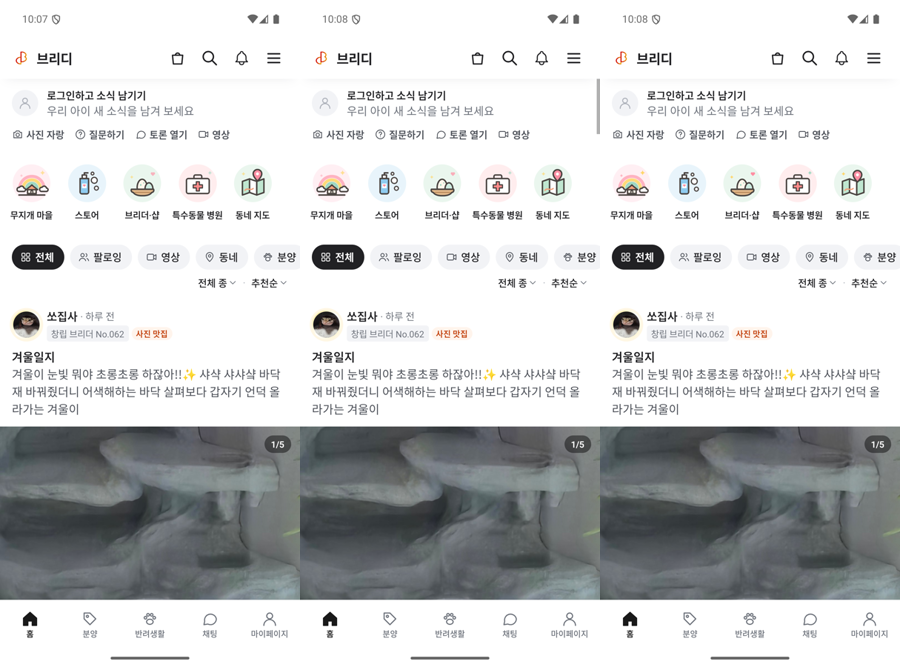 10:07
브리디
로그인하고 소식 남기기
우리 아이 새 소식을 남겨 보세요
사진 자랑 질문하기 토론 열기 영상
무지개 마을 스토어 브리더·샵 특수동물 병원 동네 지도
전체 팔로잉 영상 동네 분양
전체 종 · 추천순
쏘집사 · 하루 전
창립 브리더 No.062 사진 맛집
겨울일지
겨울이 눈빛 뭐야 초롱초롱 하잖아!!✨ 샤샥 샤샤샥 바닥
재 바꿔줬더니 어색해하는 바닥 살펴보다 갑자기 언덕 올
라가는 겨울이
1/5
홈 분양 반려생활 채팅 마이페이지
10:08
브리디
로그인하고 소식 남기기
우리 아이 새 소식을 남겨 보세요
사진 자랑 질문하기 토론 열기 영상
무지개 마을 스토어 브리더·샵 특수동물 병원 동네 지도
전체 팔로잉 영상 동네 분양
전체 종 · 추천순
쏘집사 · 하루 전
창립 브리더 No.062 사진 맛집
겨울일지
겨울이 눈빛 뭐야 초롱초롱 하잖아!!✨ 샤샥 샤샤샥 바닥
재 바꿔줬더니 어색해하는 바닥 살펴보다 갑자기 언덕 올
라가는 겨울이
1/5
홈 분양 반려생활 채팅 마이페이지
10:08
브리디
로그인하고 소식 남기기
우리 아이 새 소식을 남겨 보세요
사진 자랑 질문하기 토론 열기 영상
무지개 마을 스토어 브리더·샵 특수동물 병원 동네 지도
전체 팔로잉 영상 동네 분양
전체 종 · 추천순
쏘집사 · 하루 전
창립 브리더 No.062 사진 맛집
겨울일지
겨울이 눈빛 뭐야 초롱초롱 하잖아!!✨ 샤샥 샤샤샥 바닥
재 바꿔줬더니 어색해하는 바닥 살펴보다 갑자기 언덕 올
라가는 겨울이
1/5
홈 분양 반려생활 채팅 마이페이지